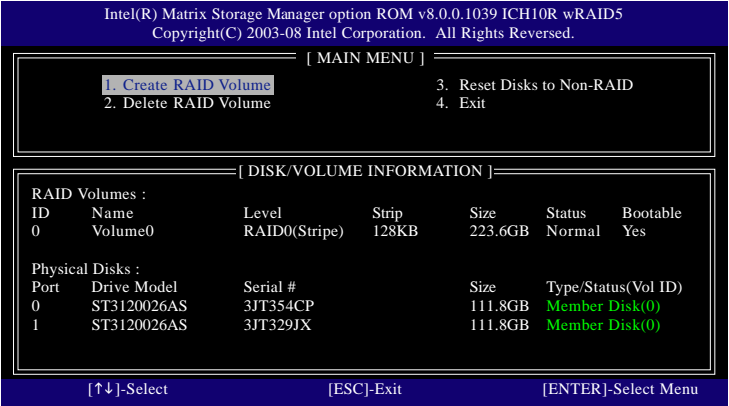 Intel(R) Matrix Storage Manager option ROM v8.0.0.1039 ICH10R wRAID5
Copyright(C) 2003-08 Intel Corporation. All Rights Reversed.
[ MAIN MENU ]
1. Create RAID Volume 3. Reset Disks to Non-RAID
2. Delete RAID Volume 4. Exit
[ DISK/VOLUME INFORMATION ]
RAID Volumes :
ID Name Level Strip Size Status Bootable
0 Volume0 RAID0(Stripe) 128KB 223.6GB Normal Yes
Physical Disks :
Port Drive Model Serial # Size Type/Status(Vol ID)
0 ST3120026AS 3JT354CP 111.8GB Member Disk(0)
1 ST3120026AS 3JT329JX 111.8GB Member Disk(0)
[↑↓]-Select [ESC]-Exit [ENTER]-Select Menu